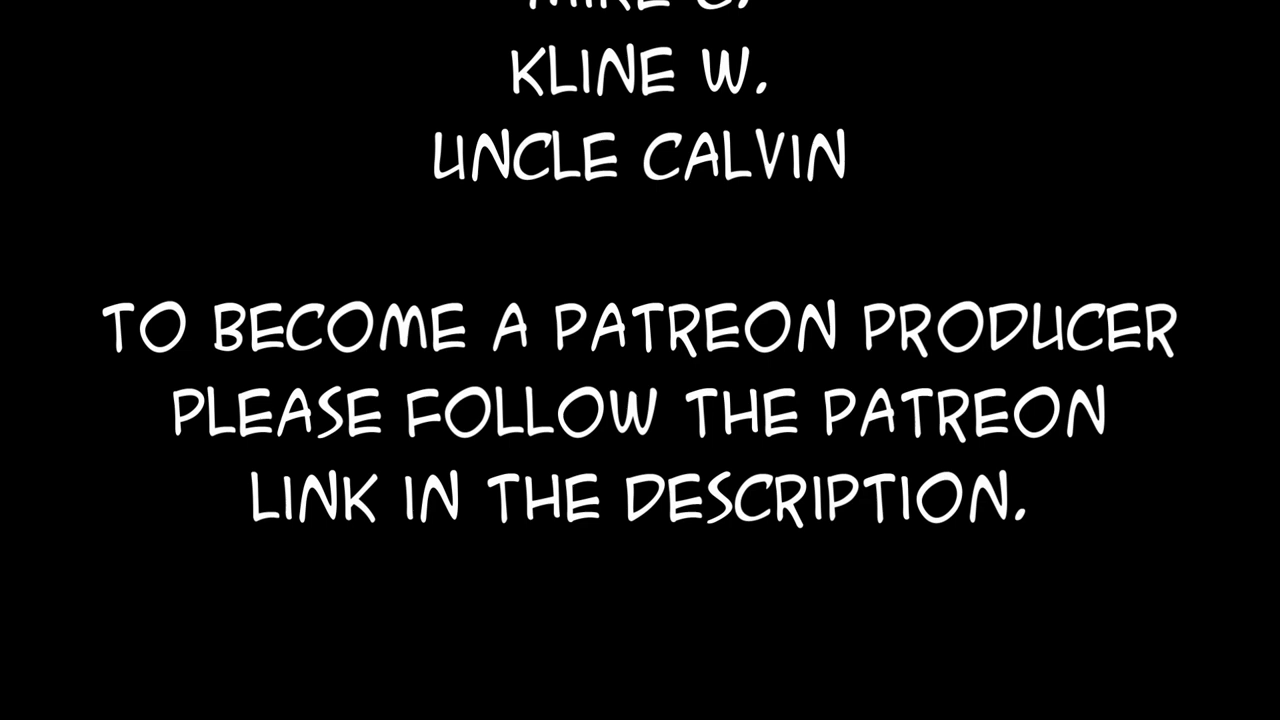 KLINE W.
UNCLE CALVIN
TO BECOME A PATREON PRODUCER
PLEASE FOLLOW THE PATREON
LINK IN THE DESCRIPTION.